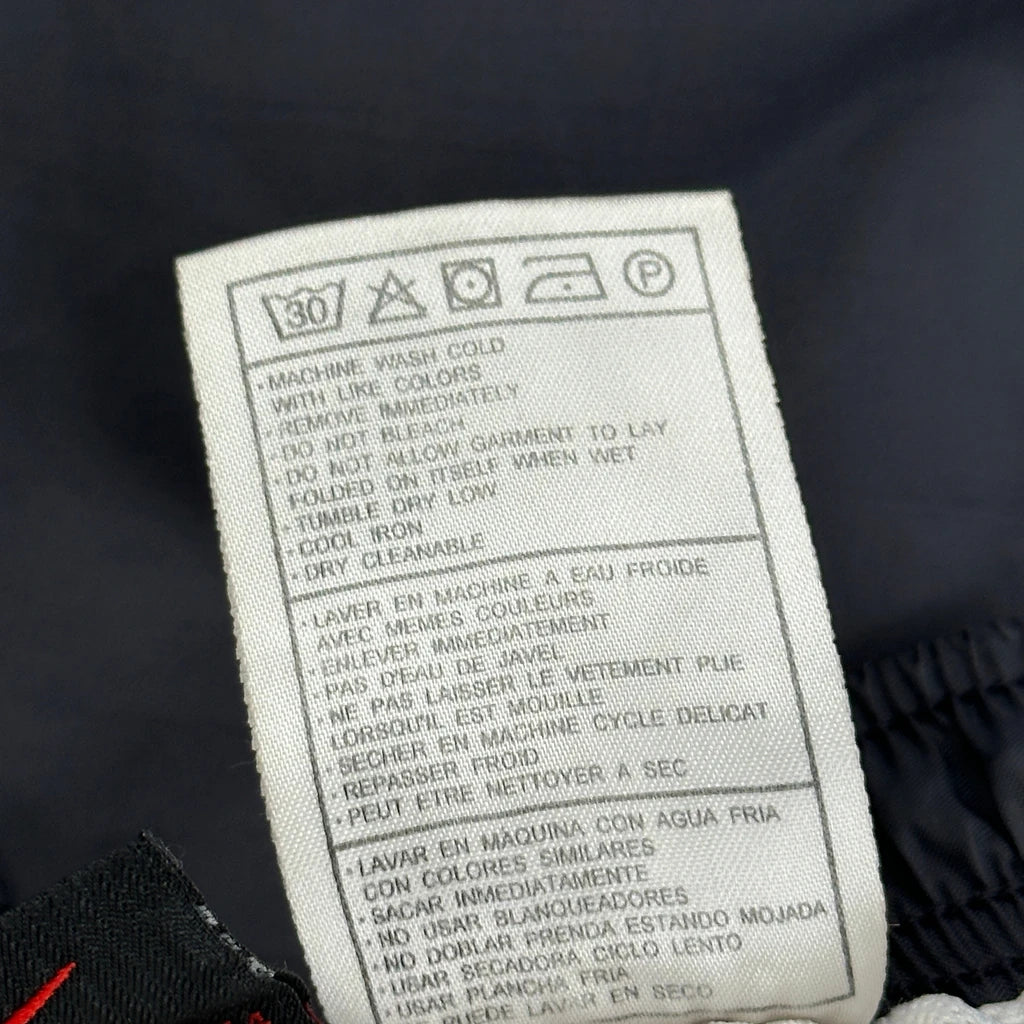 30 P
• MACHINE WASH COLD
WITH LIKE COLORS
• REMOVE IMMEDIATELY
• DO NOT BLEACH
• DO NOT ALLOW GARMENT TO LAY
FOLDED ON ITSELF WHEN WET
• TUMBLE DRY LOW
• COOL IRON
• DRY CLEANABLE
• LAVER EN MACHINE A EAU FROIDE
AVEC MEMES COULEURS
• ENLEVER IMMEDIATEMENT
• PAS D'EAU DE JAVEL
• NE PAS LAISSER LE VETEMENT PLIE
LORSQU'IL EST MOUILLE
• SECHER EN MACHINE CYCLE DELICAT
• REPASSER FROID
• PEUT ETRE NETTOYER A SEC
• LAVAR EN MAQUINA CON AGUA FRIA
CON COLORES SIMILARES
• SACAR INMEDIATAMENTE
• NO USAR BLANQUEADORES
• NO DOBLAR PRENDA ESTANDO MOJADA
• USAR SECADORA CICLO LENTO
• USAR PLANCHA FRIA
PUEDE LAVAR EN SECO